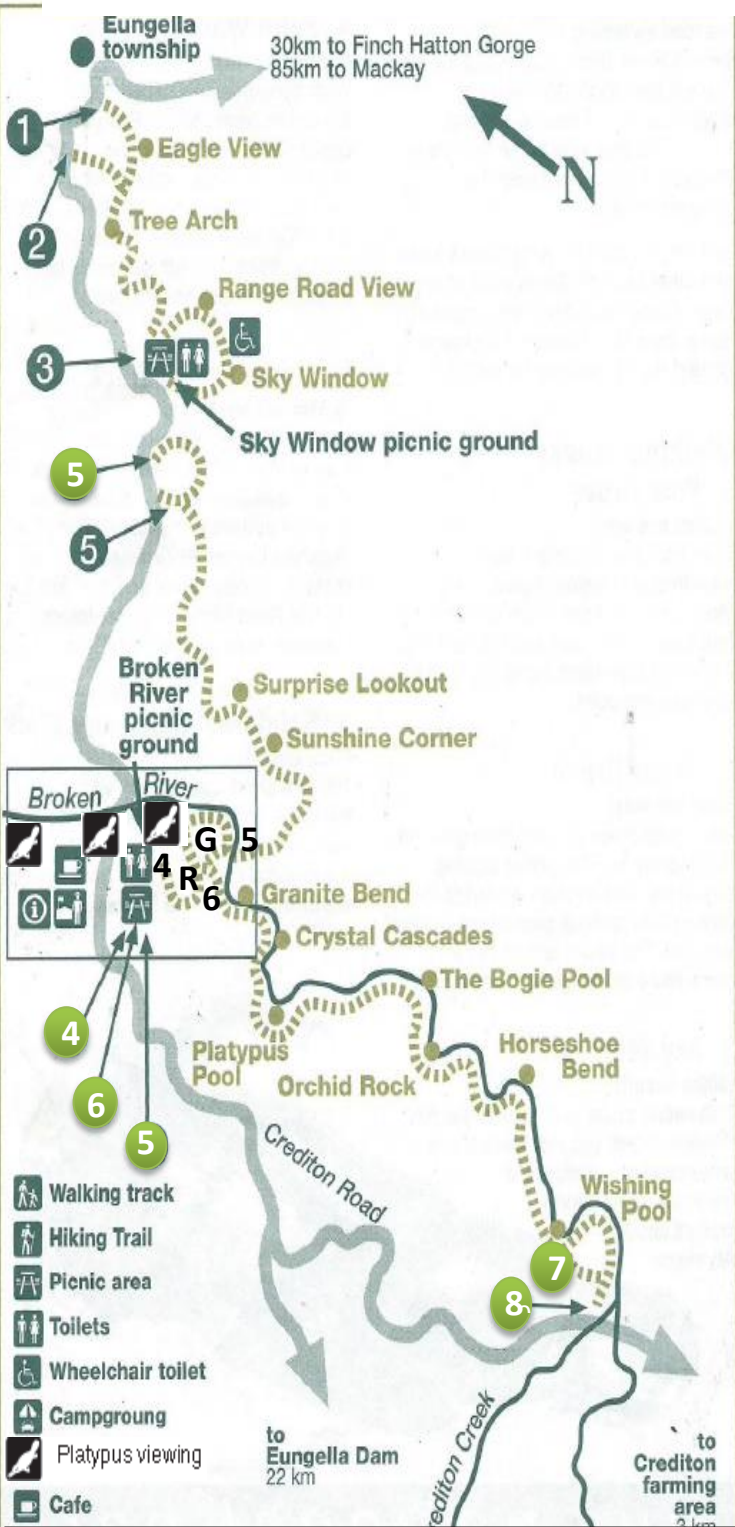 Eungella
township
30km to Finch Hatton Gorge
85km to Mackay
1
Eagle View
N
2
Tree Arch
Range Road View
3
Sky Window
Sky Window picnic ground
5
5
Broken
River
picnic
ground
Surprise Lookout
Sunshine Corner
Broken River
G 5
4
R
6
Granite Bend
Crystal Cascades
The Bogie Pool
4
Platypus
Pool
Horseshoe
Bend
Orchid Rock
6
5
Crediton Road
Wishing
Pool
7
8
Walking track
Hiking Trail
Picnic area
Toilets
Wheelchair toilet
Campgroung
Platypus viewing
Cafe
to
Eungella Dam
22 km
rediton Creek
to
Crediton
farming
area
3 km